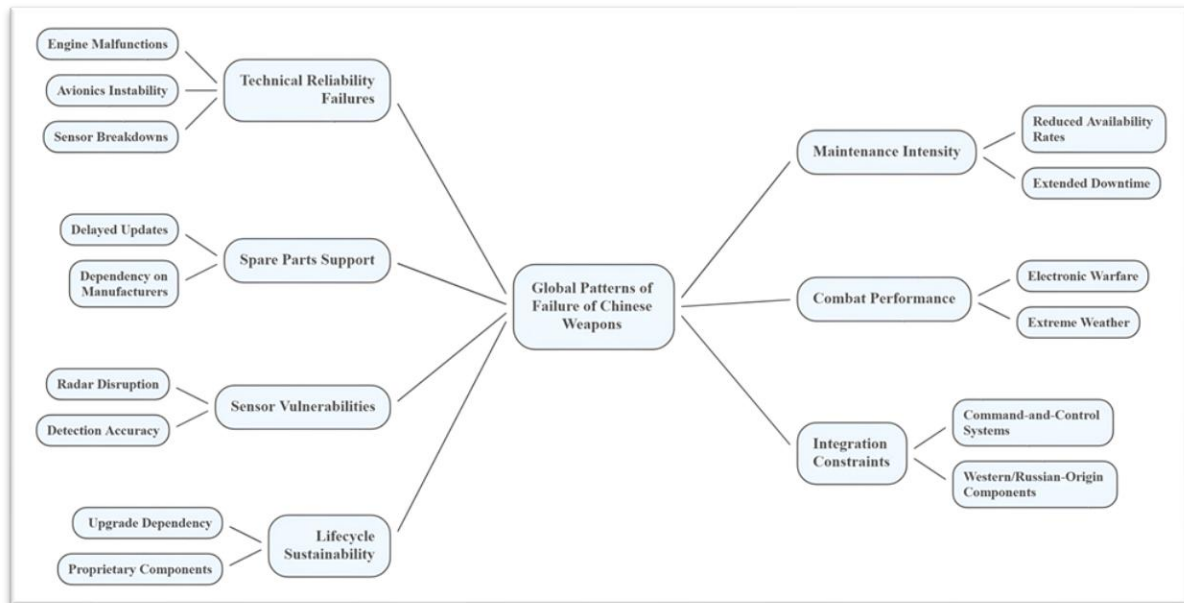 Engine Malfunctions
Avionics Instability
Sensor Breakdowns
Technical Reliability
Failures
Delayed Updates
Dependency on
Manufacturers
Spare Parts Support
Radar Disruption
Detection Accuracy
Sensor Vulnerabilities
Upgrade Dependency
Proprietary Components
Lifecycle
Sustainability
Global Patterns of
Failure of Chinese
Weapons
Maintenance Intensity
Reduced Availability
Rates
Extended Downtime
Combat Performance
Electronic Warfare
Extreme Weather
Integration
Constraints
Command-and-Control
Systems
Western/Russian-Origin
Components